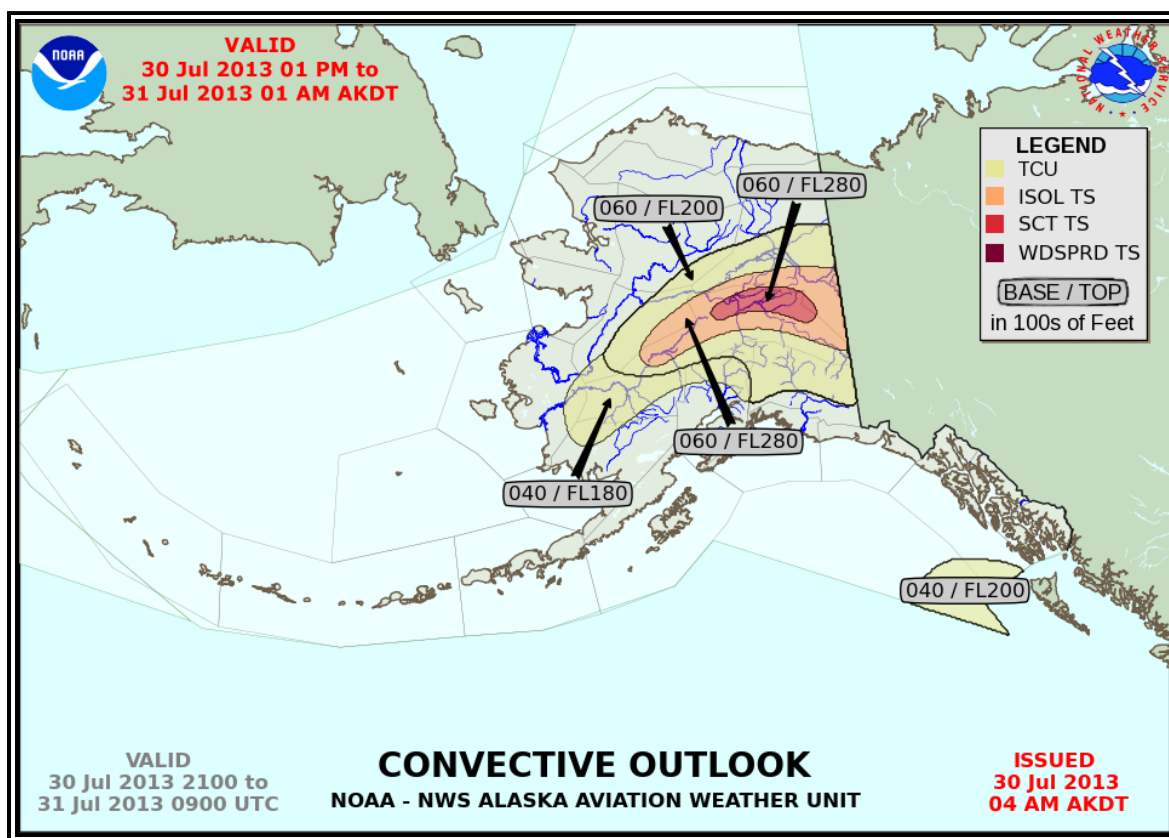 NOAA
VALID
30 Jul 2013 01 PM to
31 Jul 2013 01 AM AKDT
NATIONAL WEATHER SERVICE
LEGEND
TCU
ISOL TS
SCT TS
WDSPRD TS
BASE / TOP
in 100s of Feet
060 / FL280
060 / FL200
060 / FL280
040 / FL180
040 / FL200
VALID
30 Jul 2013 2100 to
31 Jul 2013 0900 UTC
CONVECTIVE OUTLOOK
NOAA - NWS ALASKA AVIATION WEATHER UNIT
ISSUED
30 Jul 2013
04 AM AKDT